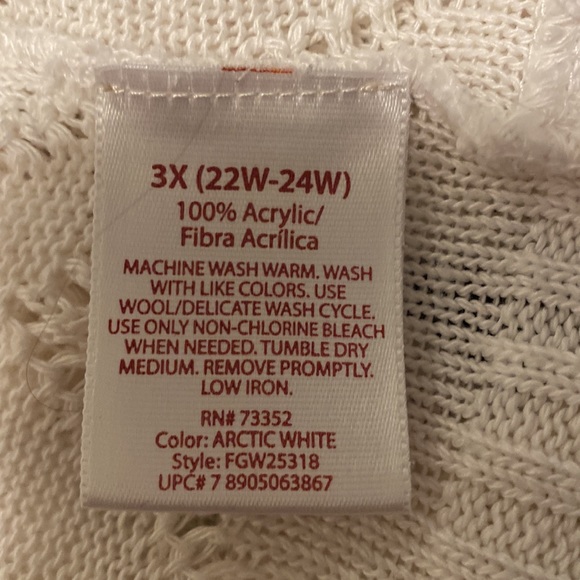 3X (22W-24W)
100% Acrylic/
Fibra Acrílica
MACHINE WASH WARM. WASH
WITH LIKE COLORS. USE
WOOL/DELICATE WASH CYCLE.
USE ONLY NON-CHLORINE BLEACH
WHEN NEEDED. TUMBLE DRY
MEDIUM. REMOVE PROMPTLY.
LOW IRON.
RN# 73352
Color: ARCTIC WHITE
Style: FGW25318
UPC# 7 8905063867